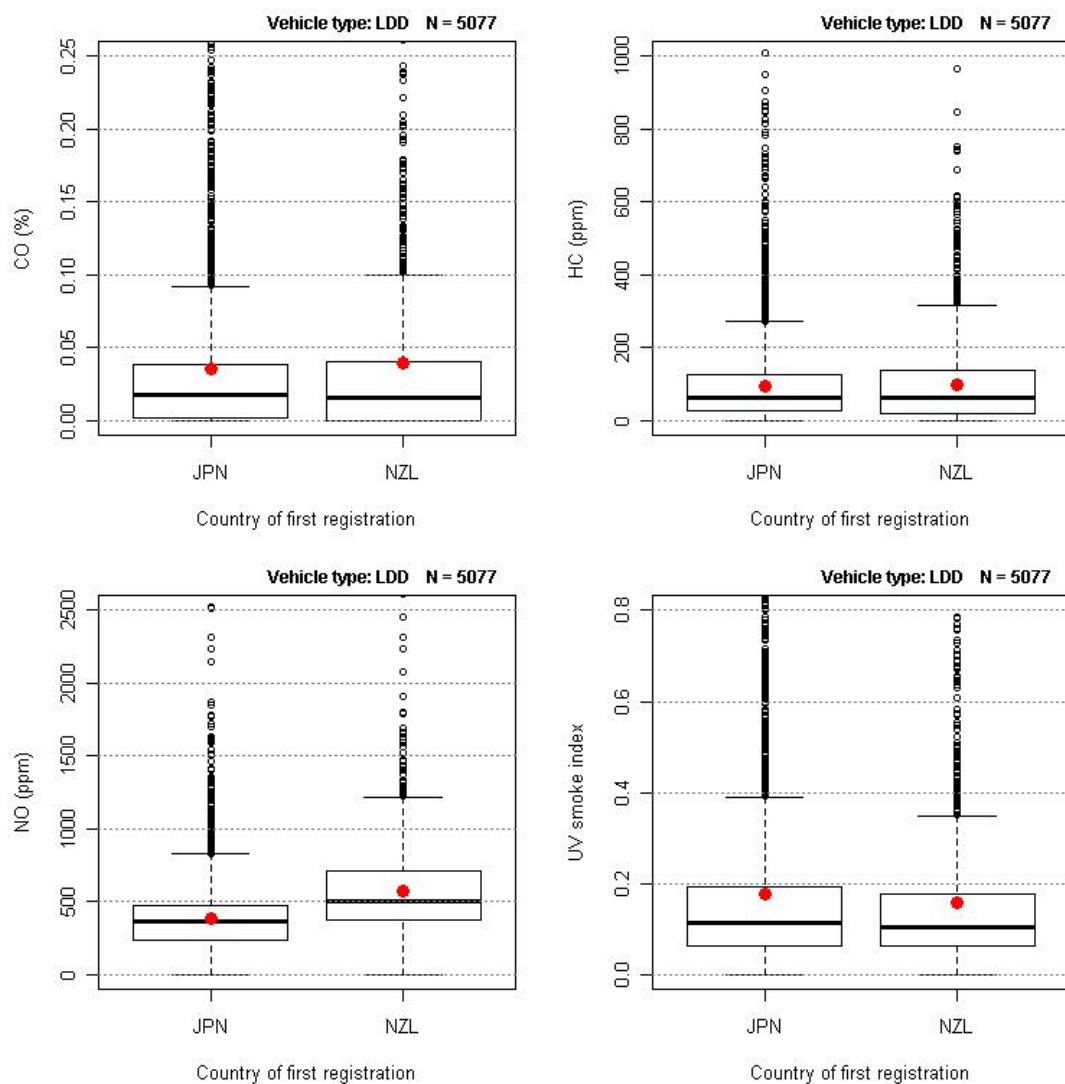 Vehicle type: LDD N = 5077
CO (%)
0.25
0.20
0.15
0.10
0.05
0.00
JPN NZL
Country of first registration
Vehicle type: LDD N = 5077
HC (ppm)
1000
800
600
400
200
0
JPN NZL
Country of first registration
Vehicle type: LDD N = 5077
NO (ppm)
2500
2000
1500
1000
500
0
JPN NZL
Country of first registration
Vehicle type: LDD N = 5077
UV smoke index
0.8
0.6
0.4
0.2
0.0
JPN NZL
Country of first registration